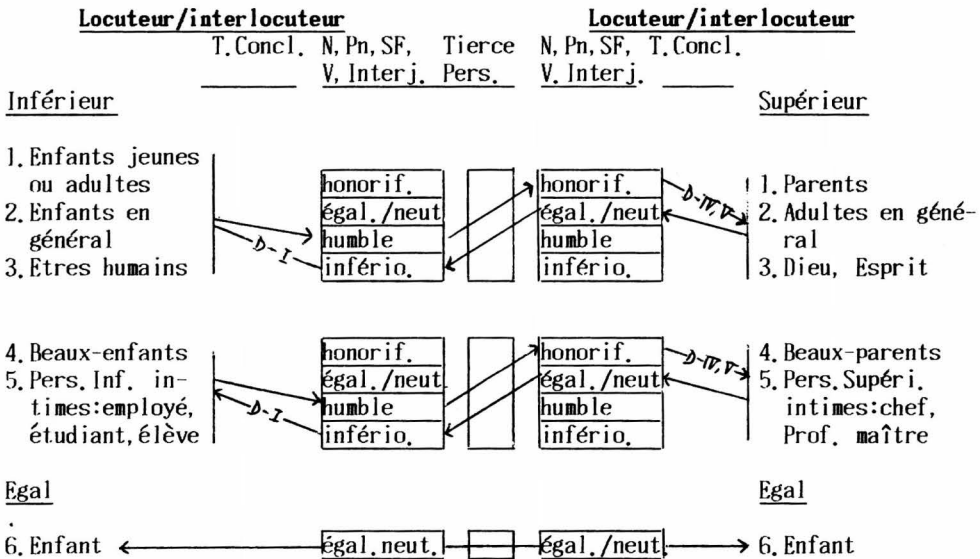 Locuteur/interlocuteur Locuteur/interlocuteur
T.Concl. N, Pn, SF, Tierce N, Pn, SF, T.Concl.
V, Interj. Pers. V. Interj.
Inférieur Supérieur
1. Enfants jeunes
ou adultes
2. Enfants en
général
3. Etres humains
D-I
honorif.
égal./neut
humble
infério.
honorif.
égal./neut
humble
infério.
D-IV,V
1. Parents
2. Adultes en géné-
ral
3. Dieu, Esprit
4. Beaux-enfants
5. Pers. Inf. in-
times:employé,
étudiant, élève
D-I
honorif.
égal./neut
humble
infério.
honorif.
égal./neut
humble
infério.
D-IV,V
4. Beaux-parents
5. Pers.Supéri.
intimes:chef,
Prof. maître
Egal Egal
.
6. Enfant égal.neut. égal./neut. 6. Enfant